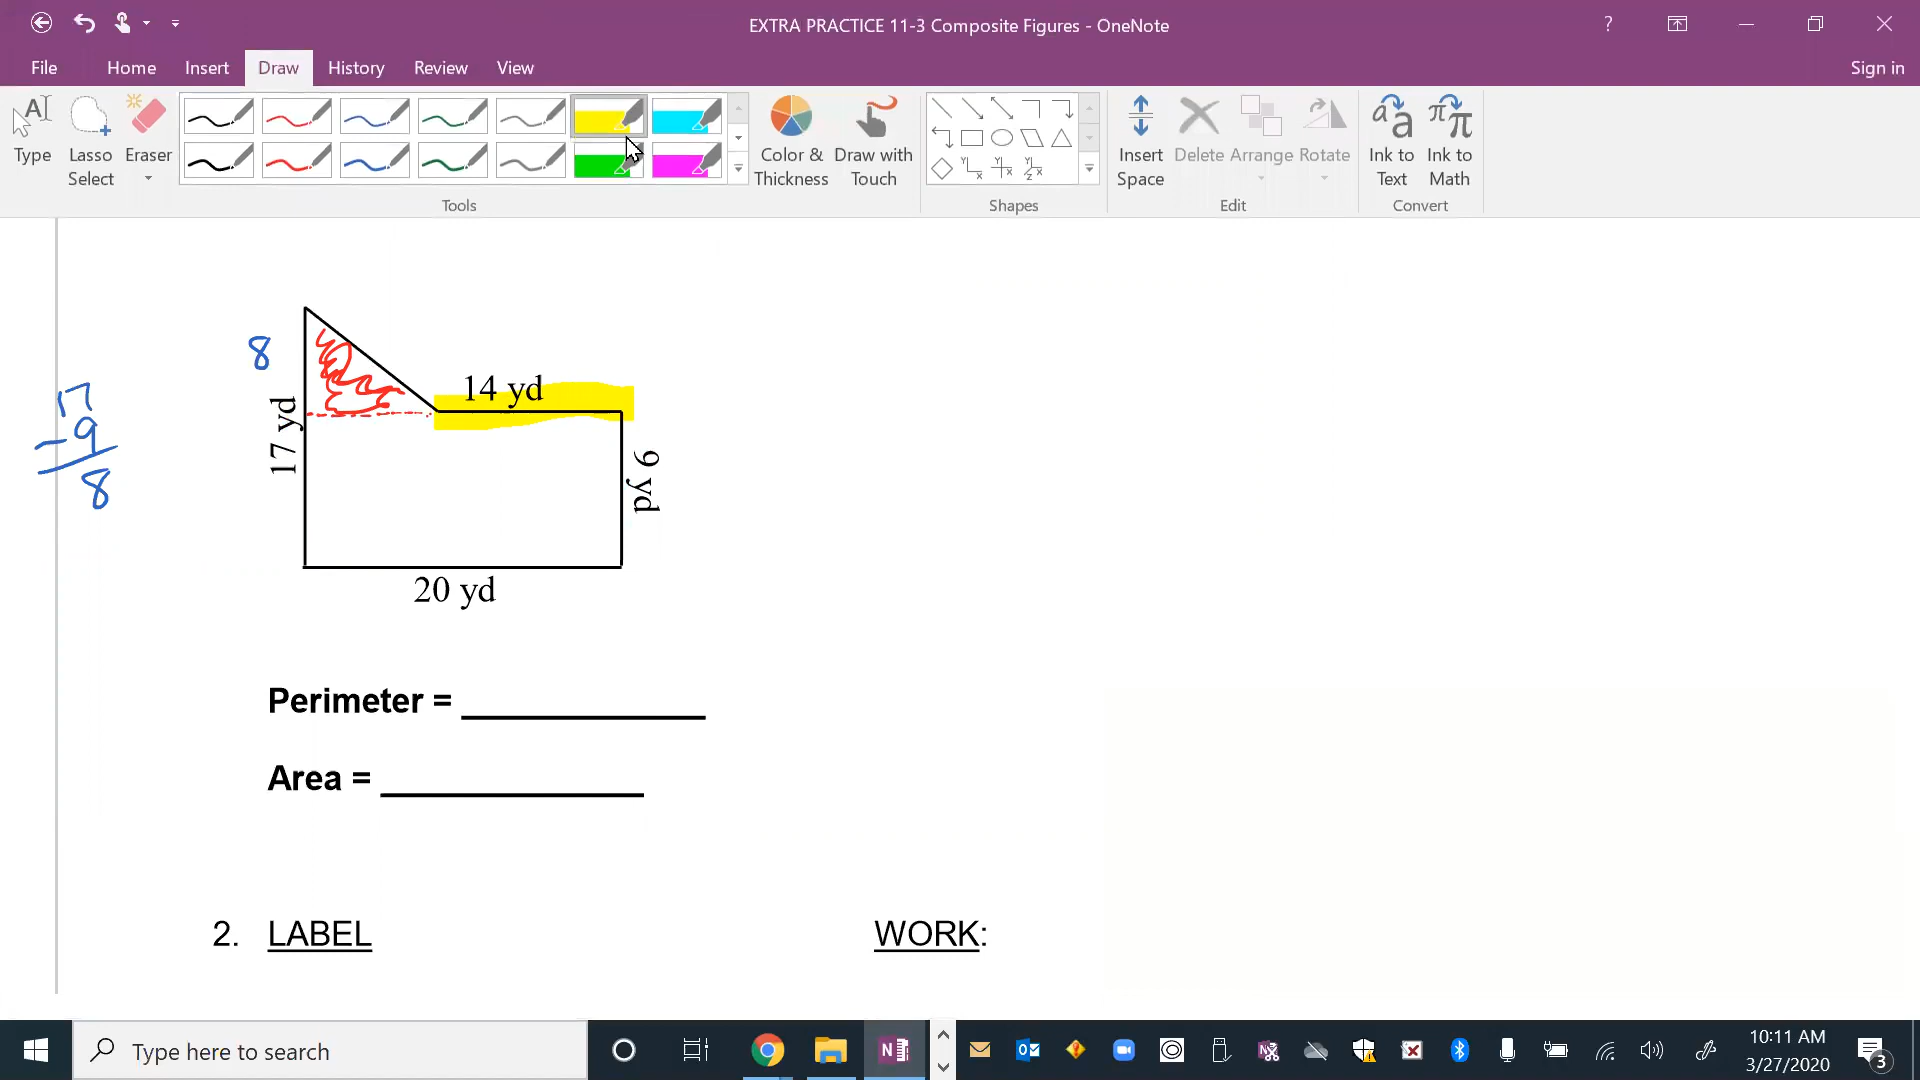 EXTRA PRACTICE 11-3 Composite Figures - OneNote
?
File Home Insert Draw History Review View Sign in
Type
Lasso Select
Eraser
Color & Thickness
Draw with Touch
Insert Space
Delete
Arrange
Rotate
Ink to Text
Ink to Math
Tools
Shapes
Edit
Convert
8
14 yd
17
-9
8
17 yd
9 yd
20 yd
Perimeter =
Area =
2. LABEL WORK:
Type here to search
10:11 AM
3/27/2020
3